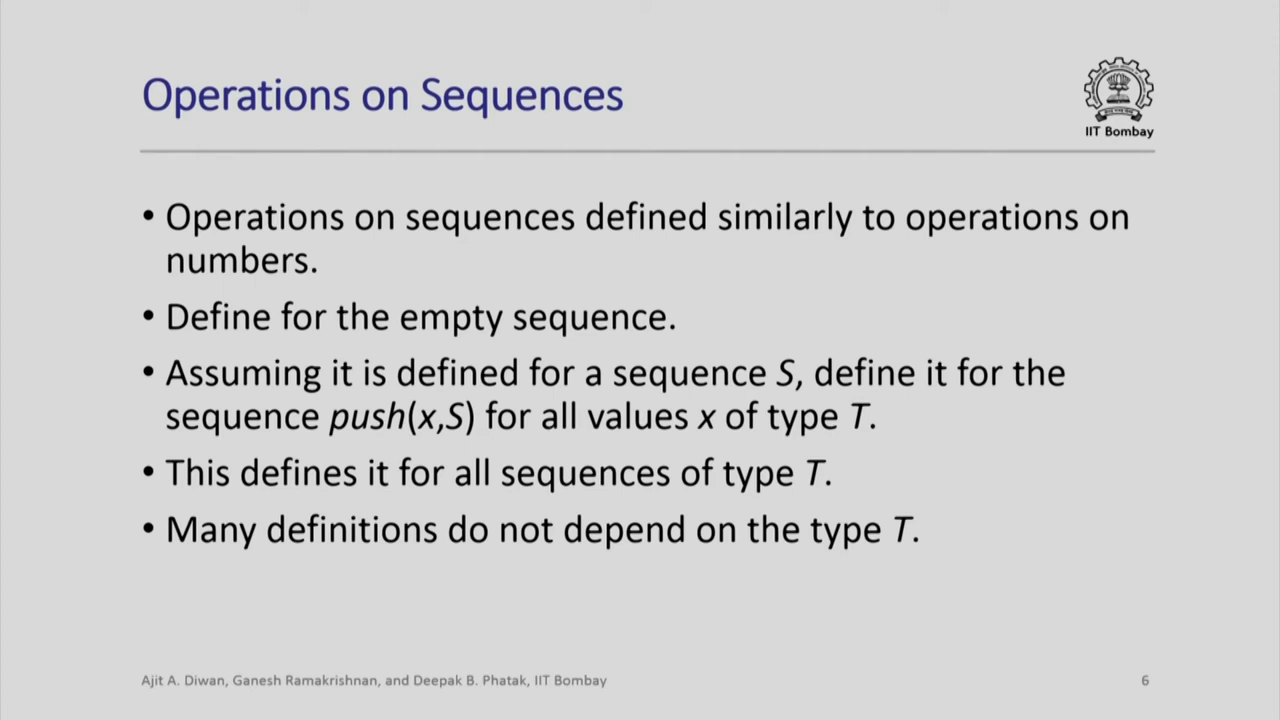 Operations on Sequences
IIT Bombay
• Operations on sequences defined similarly to operations on
numbers.
• Define for the empty sequence.
• Assuming it is defined for a sequence S, define it for the
sequence push(x,S) for all values x of type T.
• This defines it for all sequences of type T.
• Many definitions do not depend on the type T.
Ajit A. Diwan, Ganesh Ramakrishnan, and Deepak B. Phatak, IIT Bombay
6